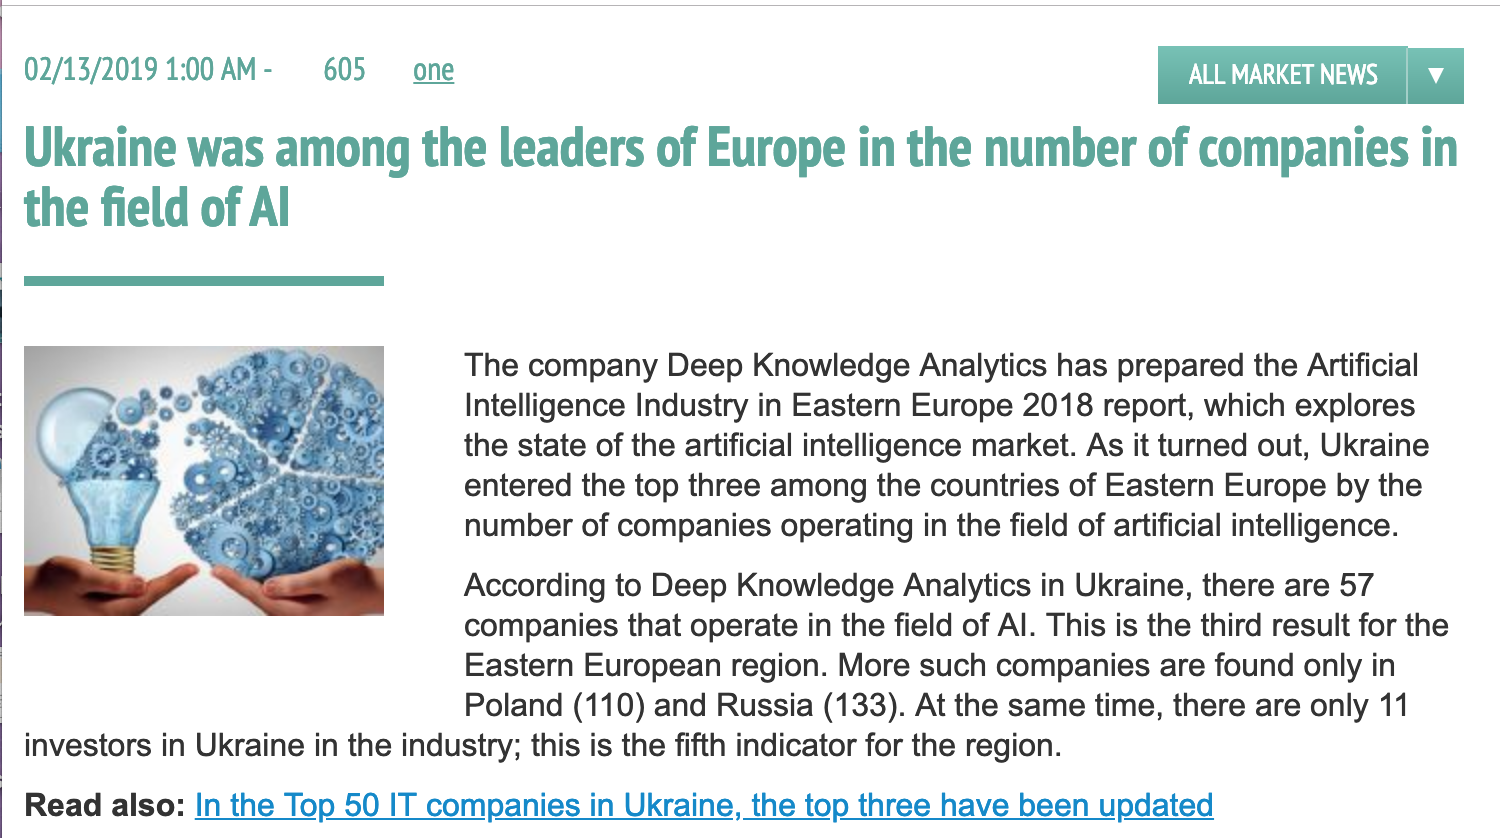 02/13/2019 1:00 AM - 605 one
ALL MARKET NEWS ▼
Ukraine was among the leaders of Europe in the number of companies in
the field of AI
The company Deep Knowledge Analytics has prepared the Artificial
Intelligence Industry in Eastern Europe 2018 report, which explores
the state of the artificial intelligence market. As it turned out, Ukraine
entered the top three among the countries of Eastern Europe by the
number of companies operating in the field of artificial intelligence.
According to Deep Knowledge Analytics in Ukraine, there are 57
companies that operate in the field of AI. This is the third result for the
Eastern European region. More such companies are found only in
Poland (110) and Russia (133). At the same time, there are only 11
investors in Ukraine in the industry; this is the fifth indicator for the region.
Read also: In the Top 50 IT companies in Ukraine, the top three have been updated